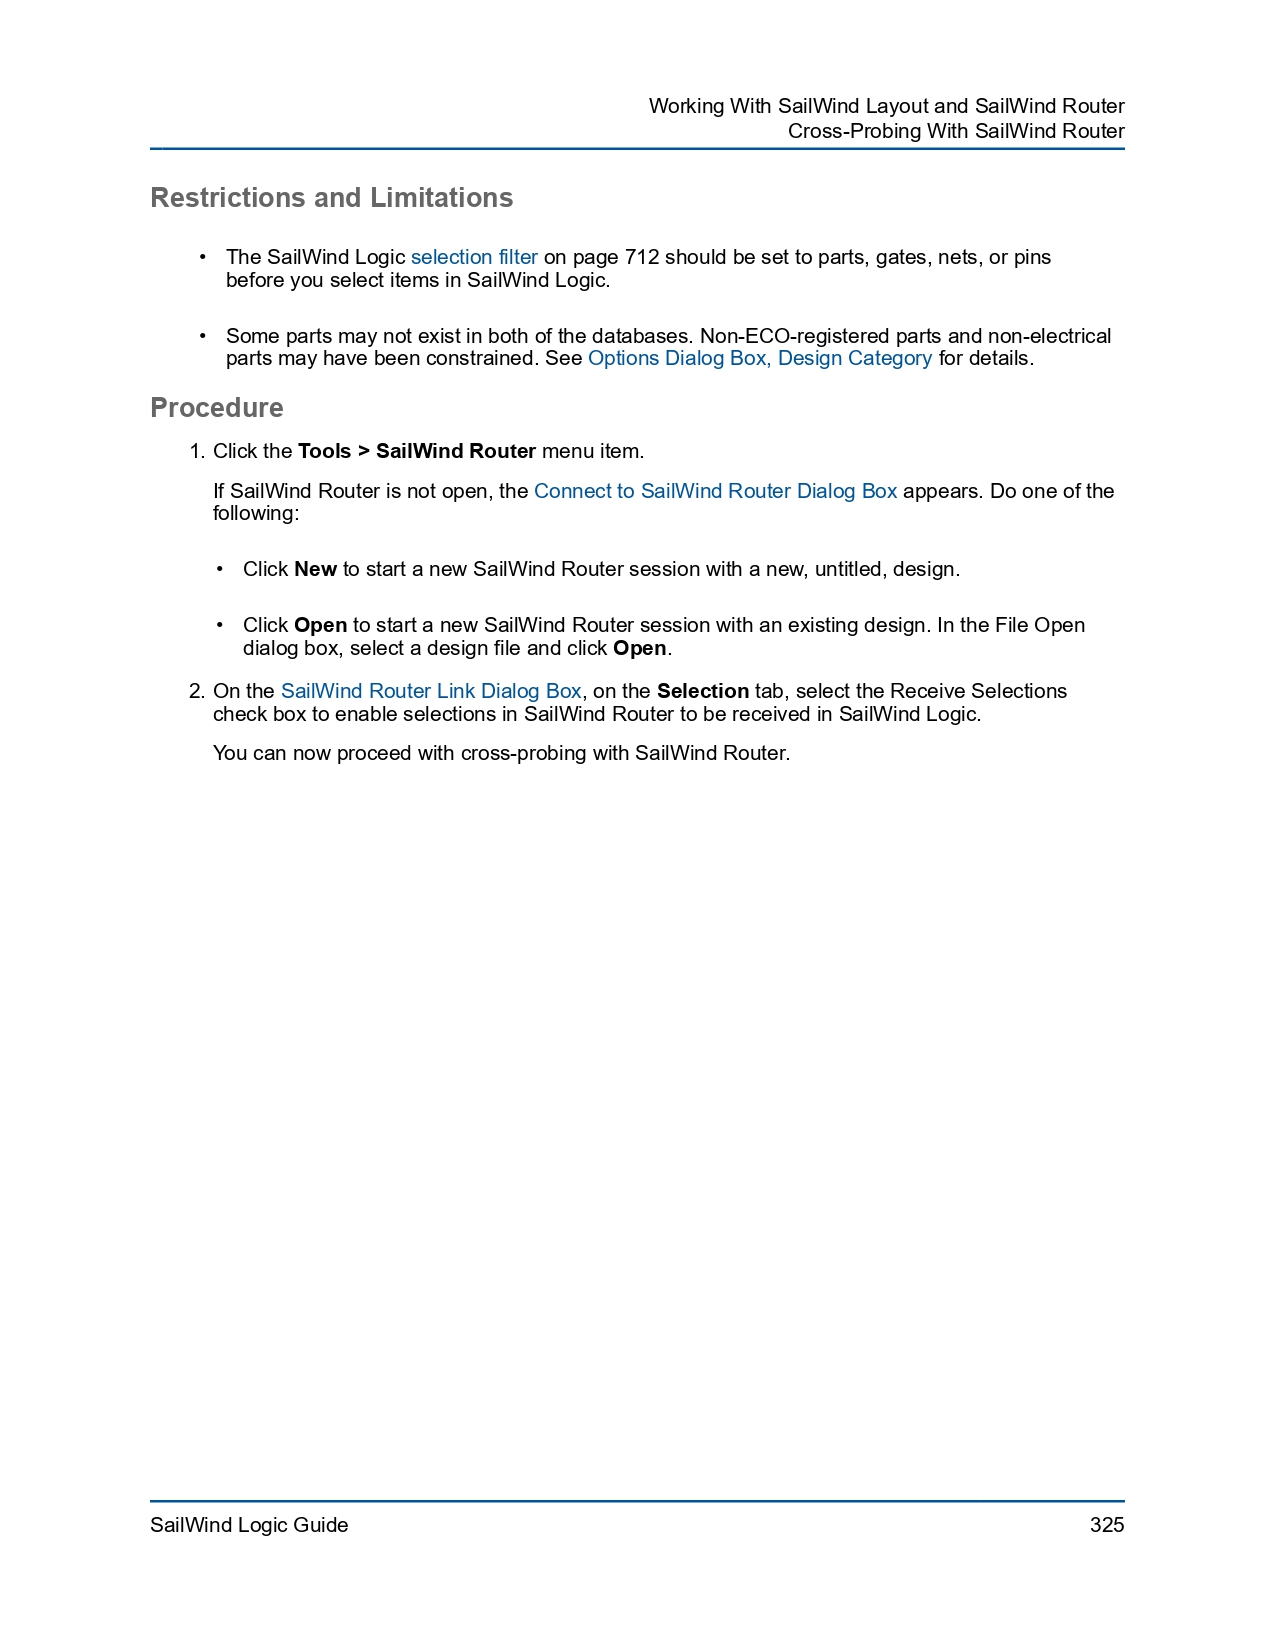 Working With SailWind Layout and SailWind Router
Cross-Probing With SailWind Router
Restrictions and Limitations
• The SailWind Logic selection filter on page 712 should be set to parts, gates, nets, or pins
before you select items in SailWind Logic.
• Some parts may not exist in both of the databases. Non-ECO-registered parts and non-electrical
parts may have been constrained. See Options Dialog Box, Design Category for details.
Procedure
1. Click the Tools > SailWind Router menu item.
If SailWind Router is not open, the Connect to SailWind Router Dialog Box appears. Do one of the
following:
• Click New to start a new SailWind Router session with a new, untitled, design.
• Click Open to start a new SailWind Router session with an existing design. In the File Open
dialog box, select a design file and click Open.
2. On the SailWind Router Link Dialog Box, on the Selection tab, select the Receive Selections
check box to enable selections in SailWind Router to be received in SailWind Logic.
You can now proceed with cross-probing with SailWind Router.
SailWind Logic Guide 325